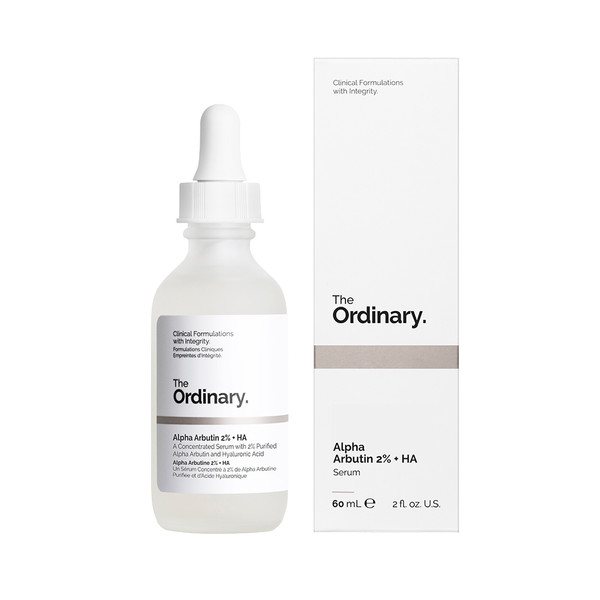 Clinical Formulations
with Integrity.
Formulations Cliniques
Empreintes d'Intégrité.
The
Ordinary.
Alpha Arbutin 2% + HA
A Concentrated Serum with 2% Purified
Alpha Arbutin and Hyaluronic Acid
Alpha Arbutine 2% + HA
Un Sérum Concentré à 2% de Alpha Arbutine
Purifiée et d'Acide Hyaluronique
Clinical Formulations
with Integrity.
The
Ordinary.
Alpha
Arbutin 2% + HA
Serum
60 mL ℮ 2 fl. oz. U.S.